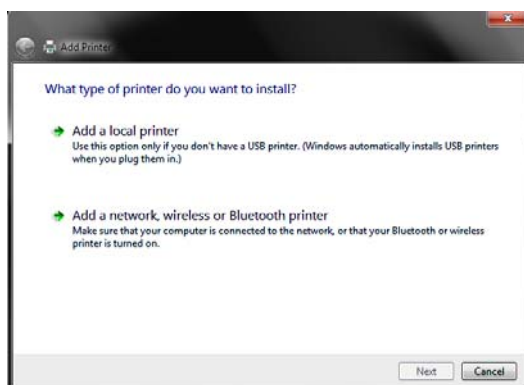 Add Printer
What type of printer do you want to install?
Add a local printer
Use this option only if you don't have a USB printer. (Windows automatically installs USB printers
when you plug them in.)
Add a network, wireless or Bluetooth printer
Make sure that your computer is connected to the network, or that your Bluetooth or wireless
printer is turned on.
Next Cancel